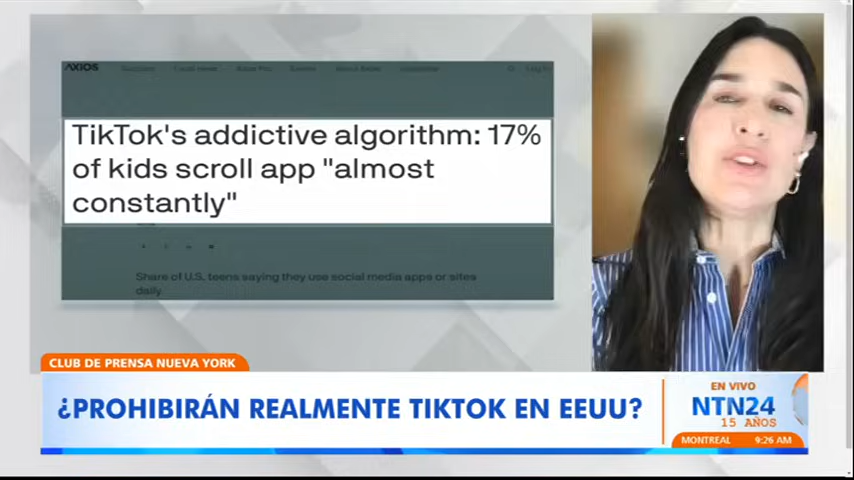 AXIOS
Log In
TikTok's addictive algorithm: 17%
of kids scroll app "almost
constantly"
Share of U.S. teens saying they use social media apps or sites
daily
CLUB DE PRENSA NUEVA YORK
¿PROHIBIRÁN REALMENTE TIKTOK EN EEUU?
EN VIVO
NTN24
15 AÑOS
MONTREAL 9:26 AM